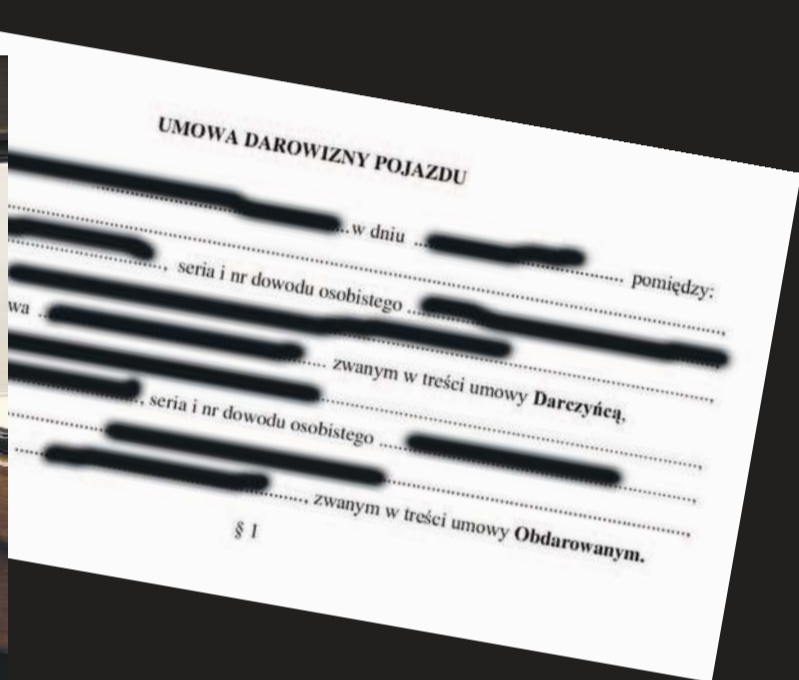 UMOWA DAROWIZNY POJAZDU
w dniu ... pomiędzy:
, seria i nr dowodu osobistego
wa
zwanym w treści umowy Darczyńcą,
, seria i nr dowodu osobistego
, zwanym w treści umowy Obdarowanym.
§ 1